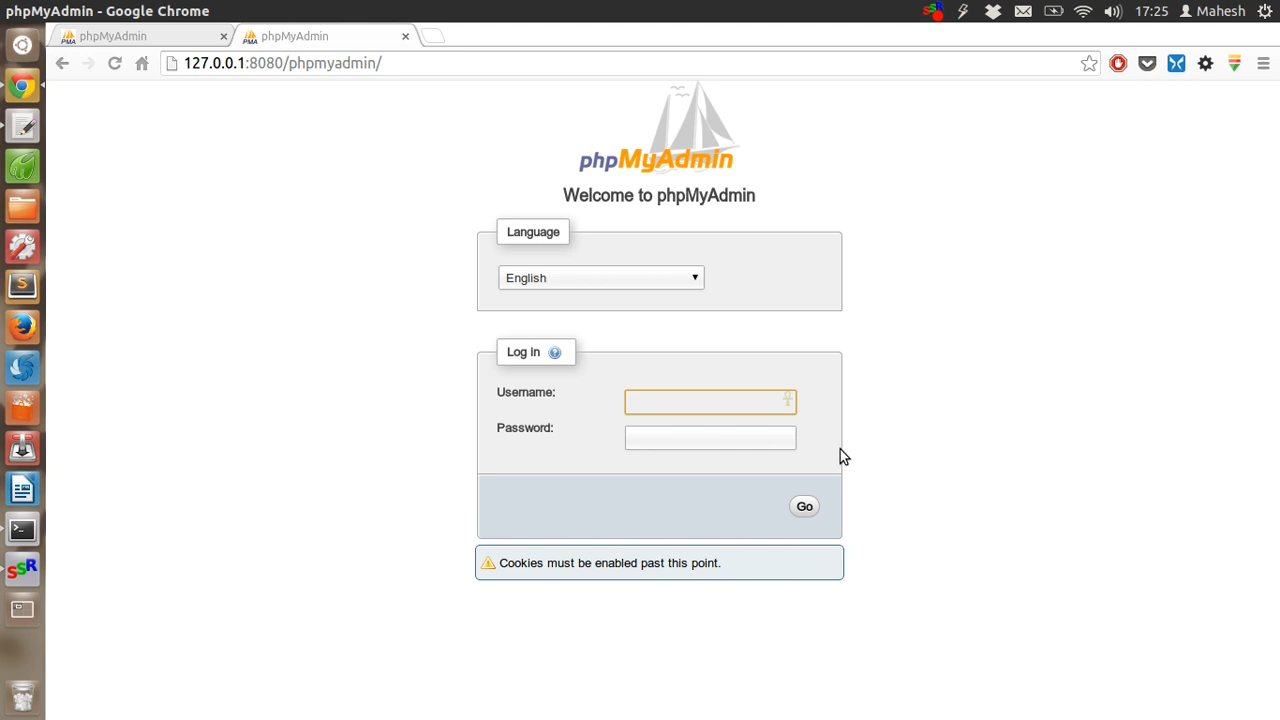 phpMyAdmin - Google Chrome
17:25 Mahesh
phpMyAdmin × phpMyAdmin ×
127.0.0.1:8080/phpmyadmin/
phpMyAdmin
Welcome to phpMyAdmin
Language
English
Log In
Username:
Password:
Go
Cookies must be enabled past this point.